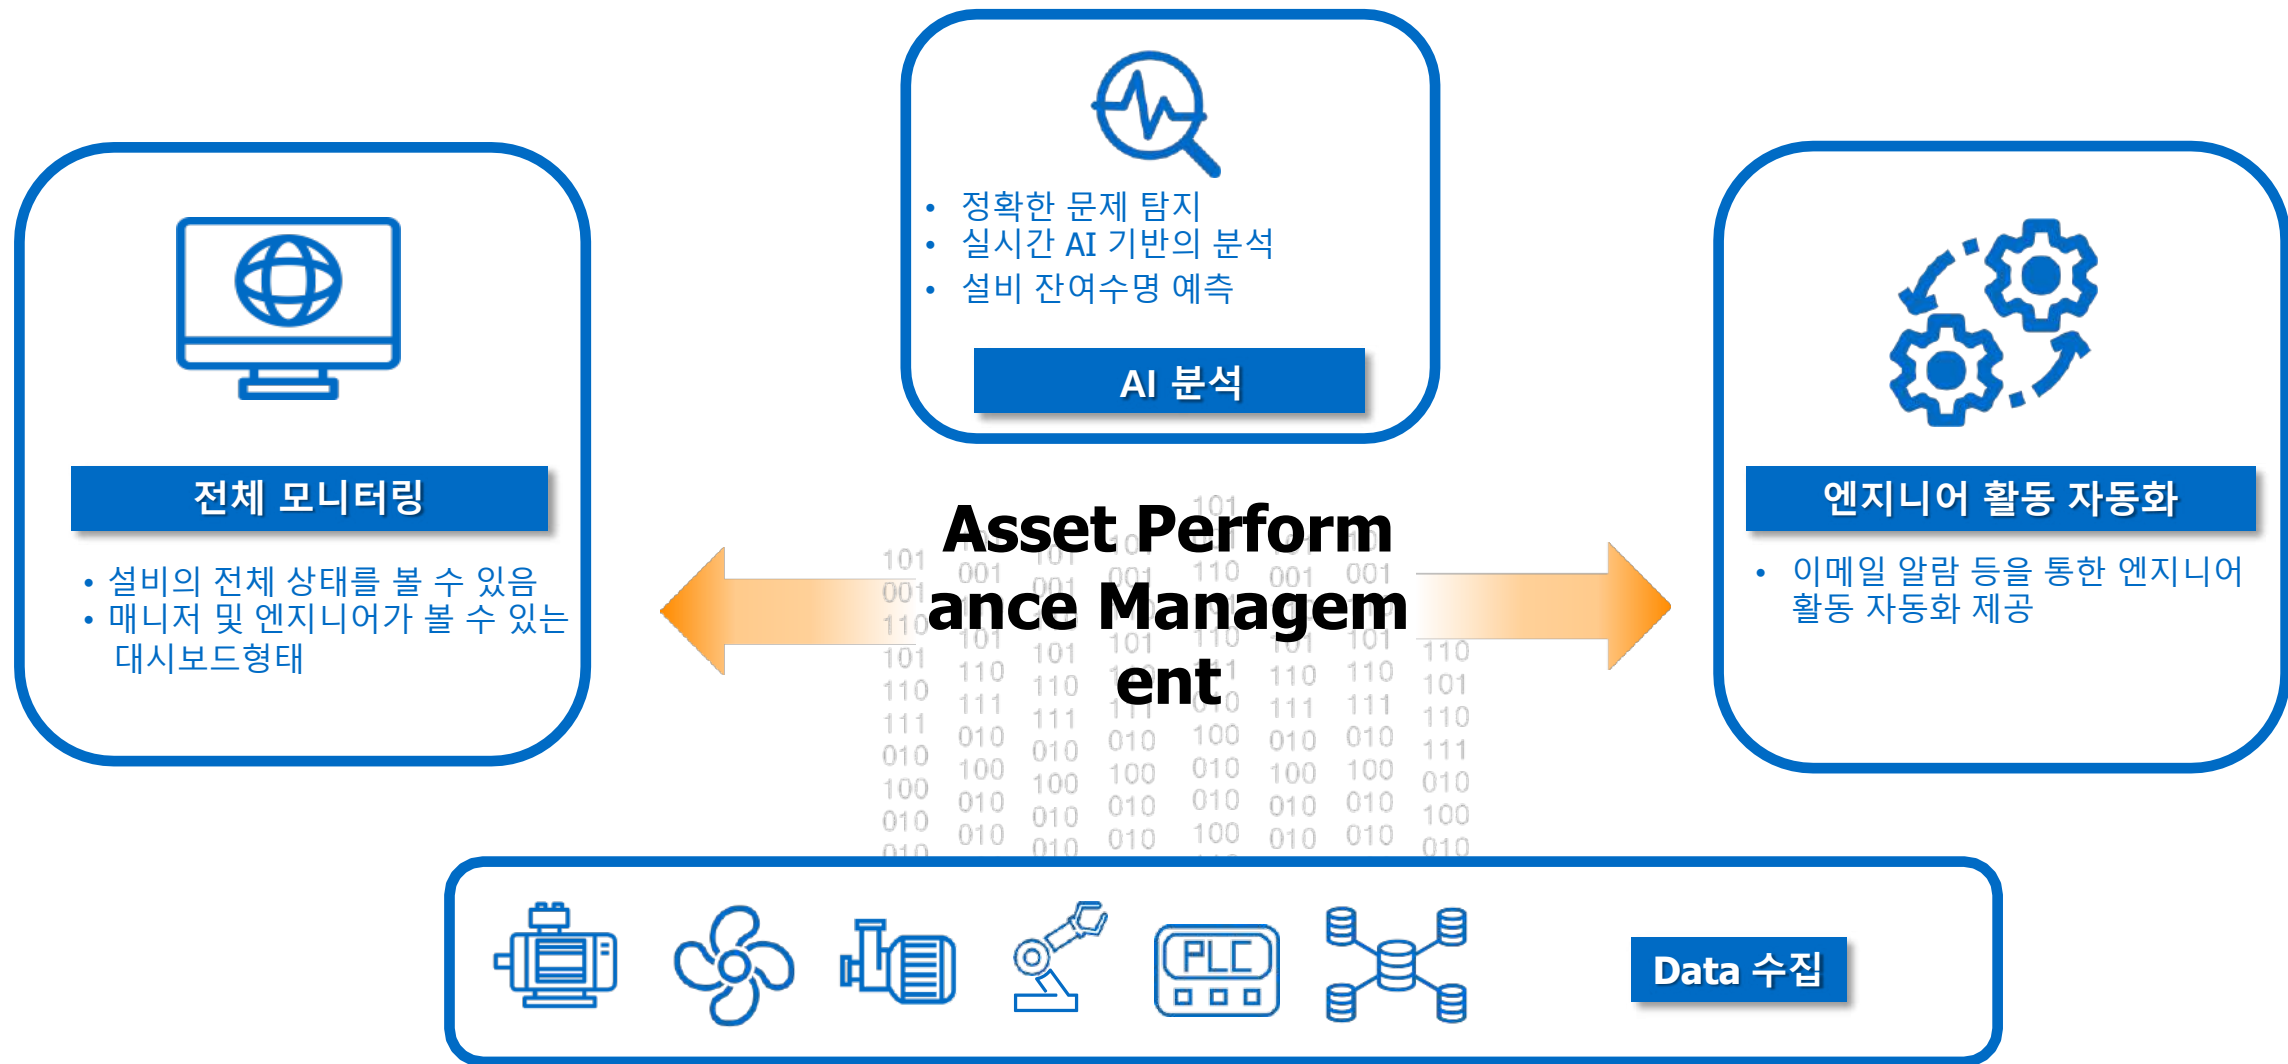 • 정확한 문제 탐지
• 실시간 AI 기반의 분석
• 설비 잔여수명 예측
AI 분석
전체 모니터링
• 설비의 전체 상태를 볼 수 있음
• 매니저 및 엔지니어가 볼 수 있는
대시보드형태
Asset Perform
ance Managem
ent
엔지니어 활동 자동화
• 이메일 알람 등을 통한 엔지니어
활동 자동화 제공
PLC
Data 수집